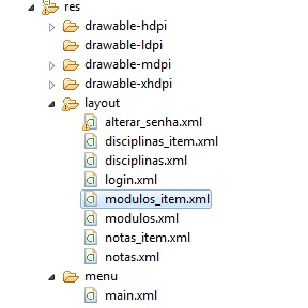 res
drawable-hdpi
drawable-ldpi
drawable-mdpi
drawable-xhdpi
layout
alterar_senha.xml
disciplinas_item.xml
disciplinas.xml
login.xml
modulos_item.xml
modulos.xml
notas_item.xml
notas.xml
menu
main.xml